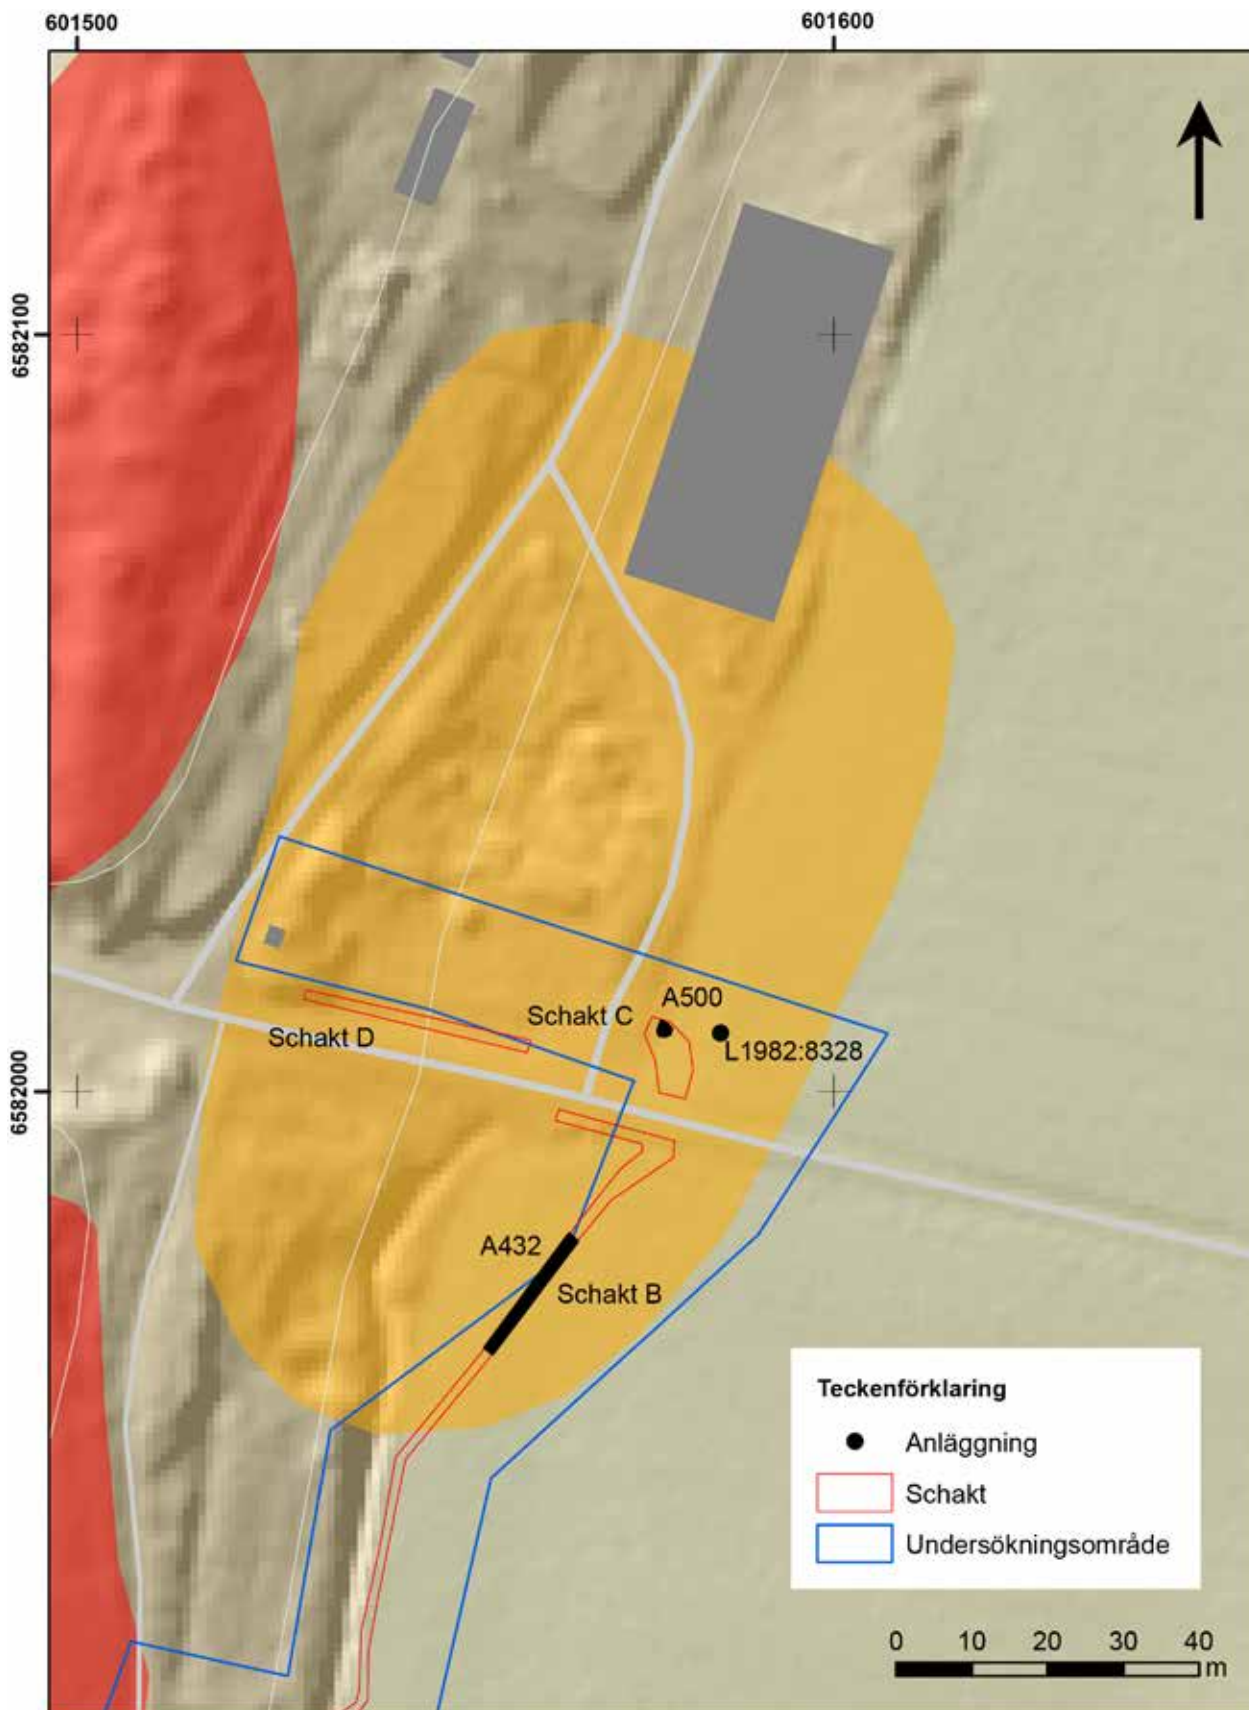 601500
601600
6582100
A500
Schakt C
Schakt D
L1982:8328
6582000
A432
Schakt B
Teckenförklaring
Anläggning
Schakt
Undersökningsområde
0 10 20 30 40
m